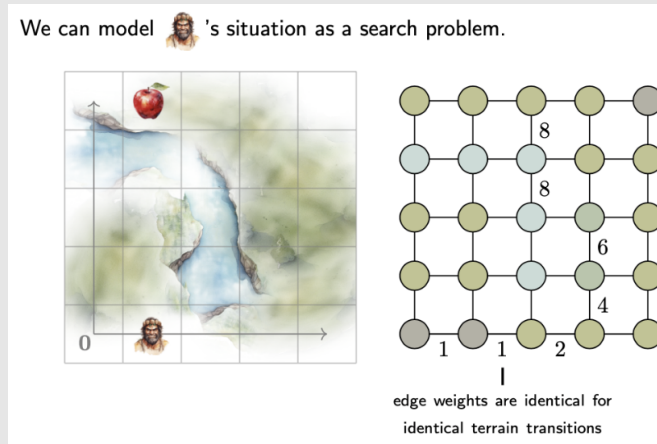 We can model 's situation as a search problem.
8
8
6
4
0
1 1 2
edge weights are identical for
identical terrain transitions